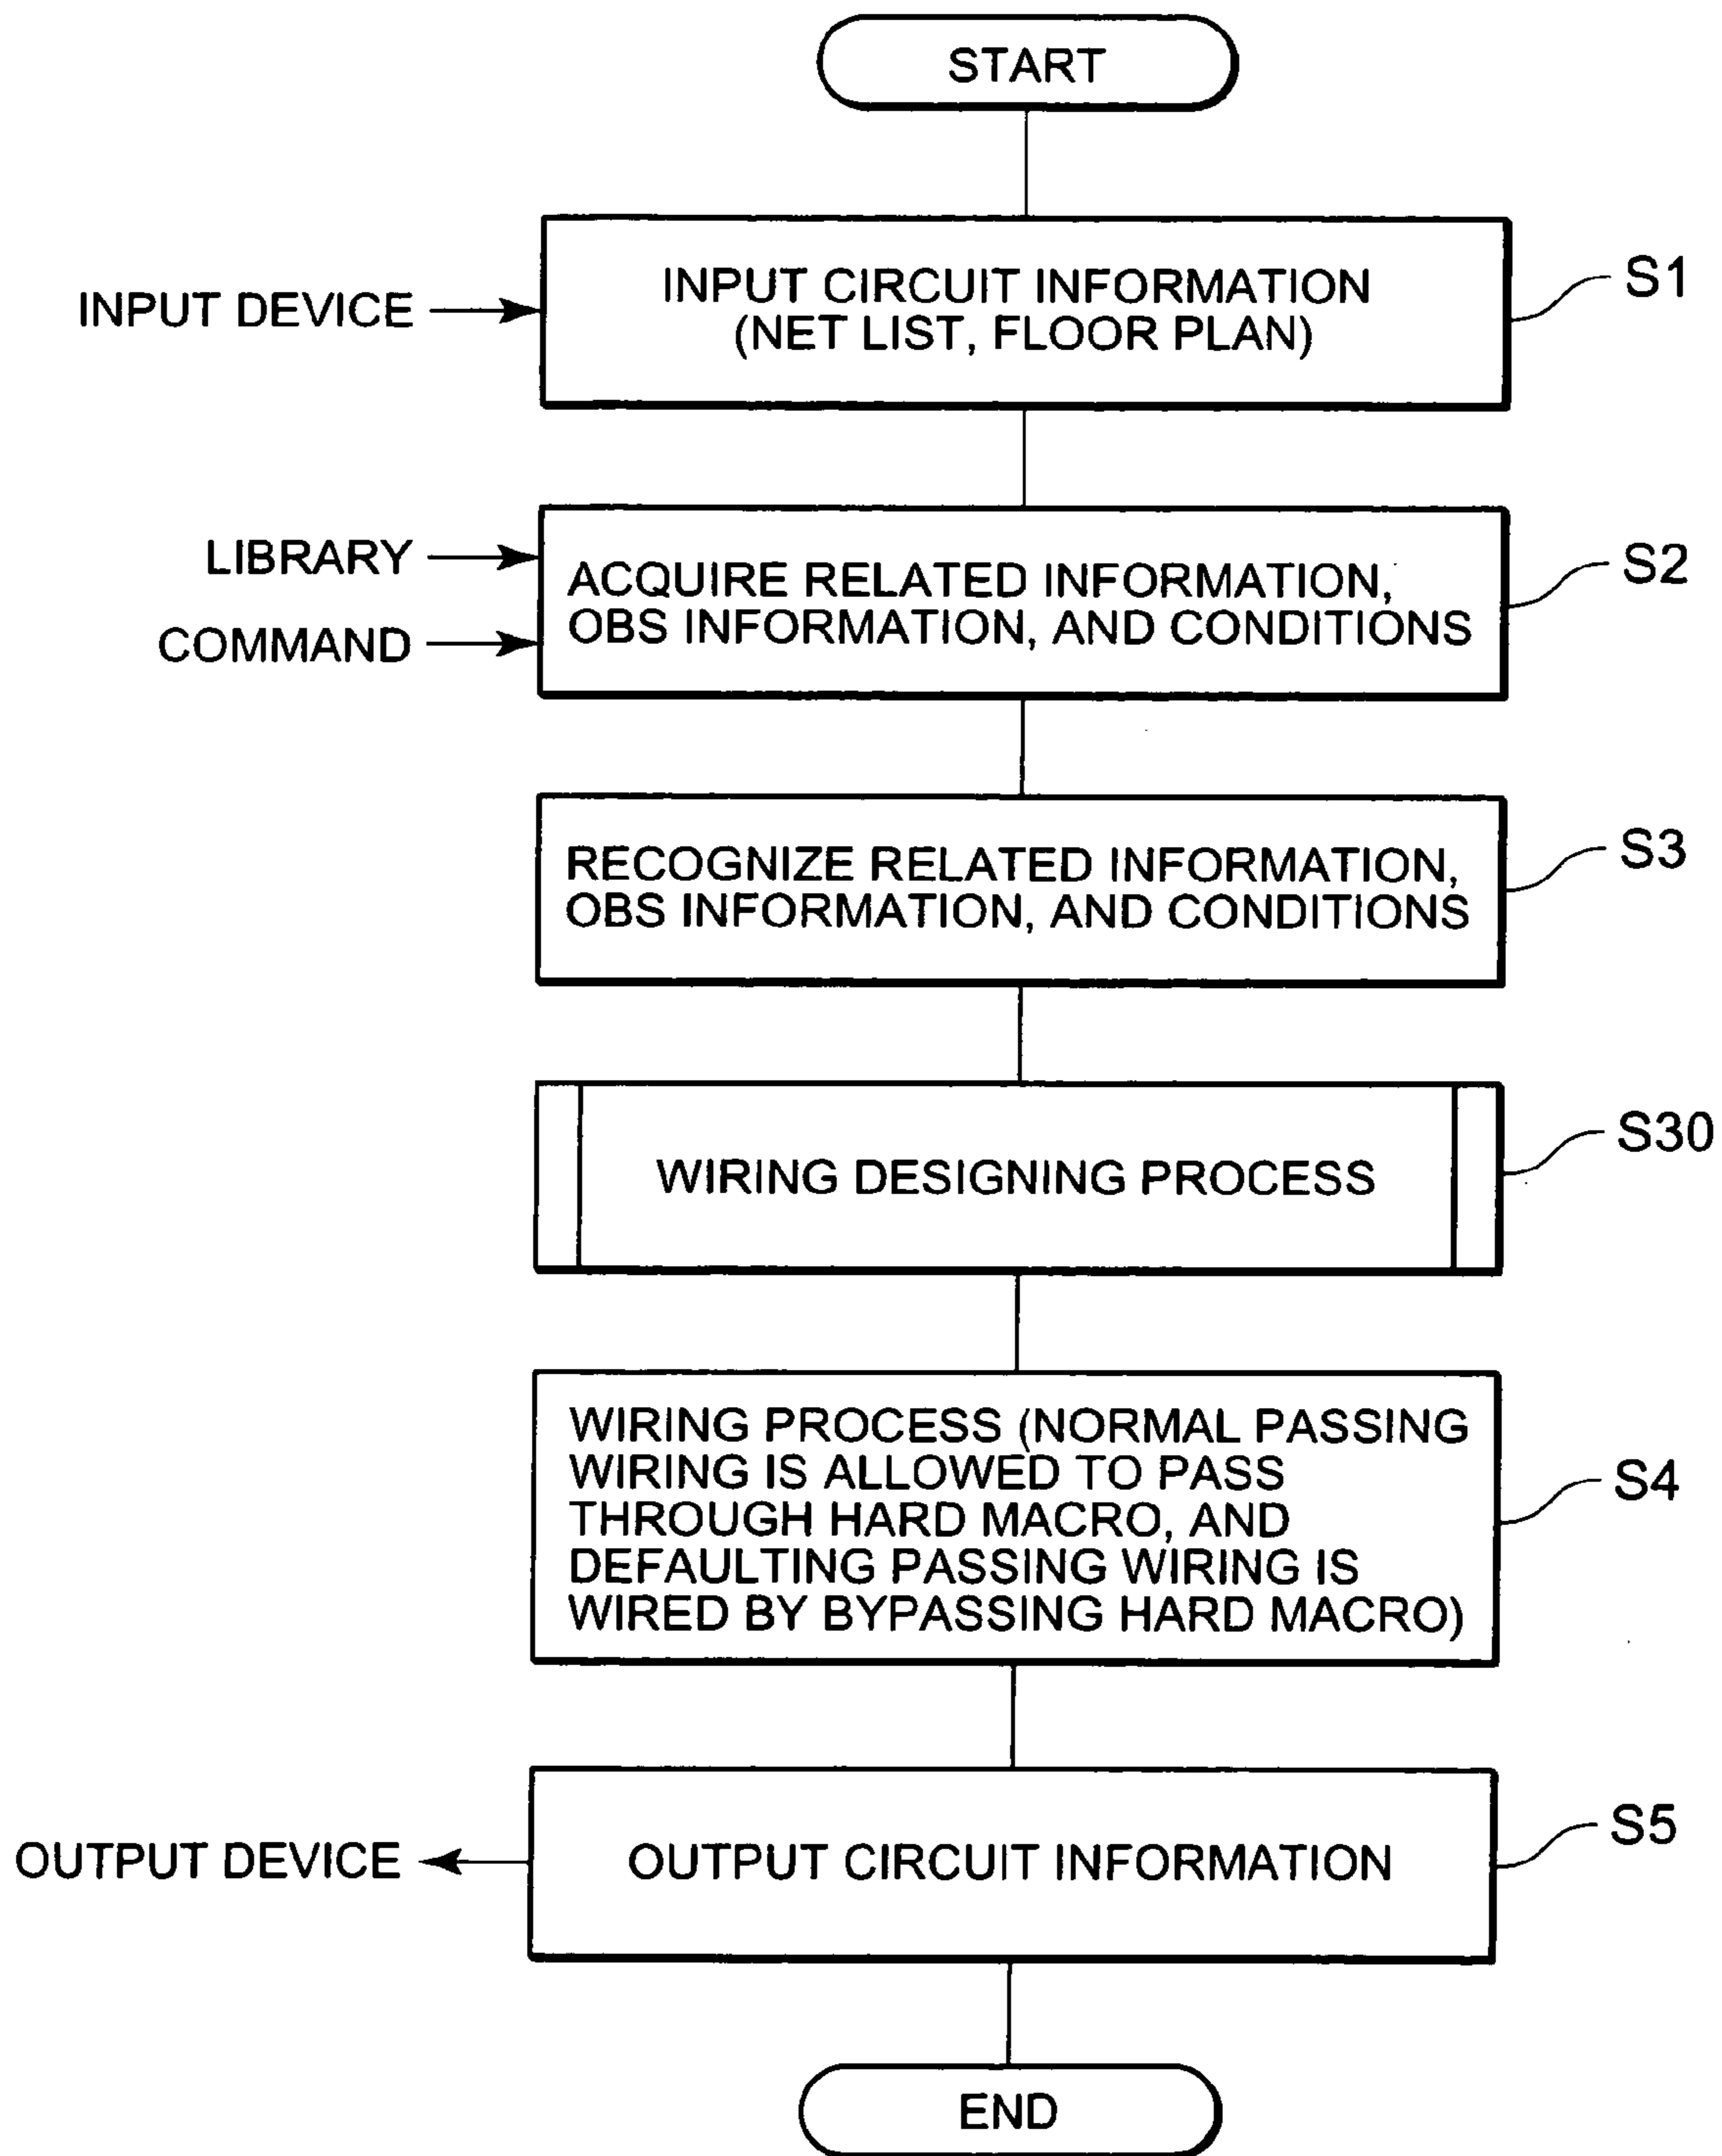 START
INPUT DEVICE
INPUT CIRCUIT INFORMATION
(NET LIST, FLOOR PLAN)
S1
LIBRARY
COMMAND
ACQUIRE RELATED INFORMATION,
OBS INFORMATION, AND CONDITIONS
S2
RECOGNIZE RELATED INFORMATION,
OBS INFORMATION, AND CONDITIONS
S3
WIRING DESIGNING PROCESS
S30
WIRING PROCESS (NORMAL PASSING
WIRING IS ALLOWED TO PASS
THROUGH HARD MACRO, AND
DEFAULTING PASSING WIRING IS
WIRED BY BYPASSING HARD MACRO)
S4
OUTPUT DEVICE
OUTPUT CIRCUIT INFORMATION
S5
END